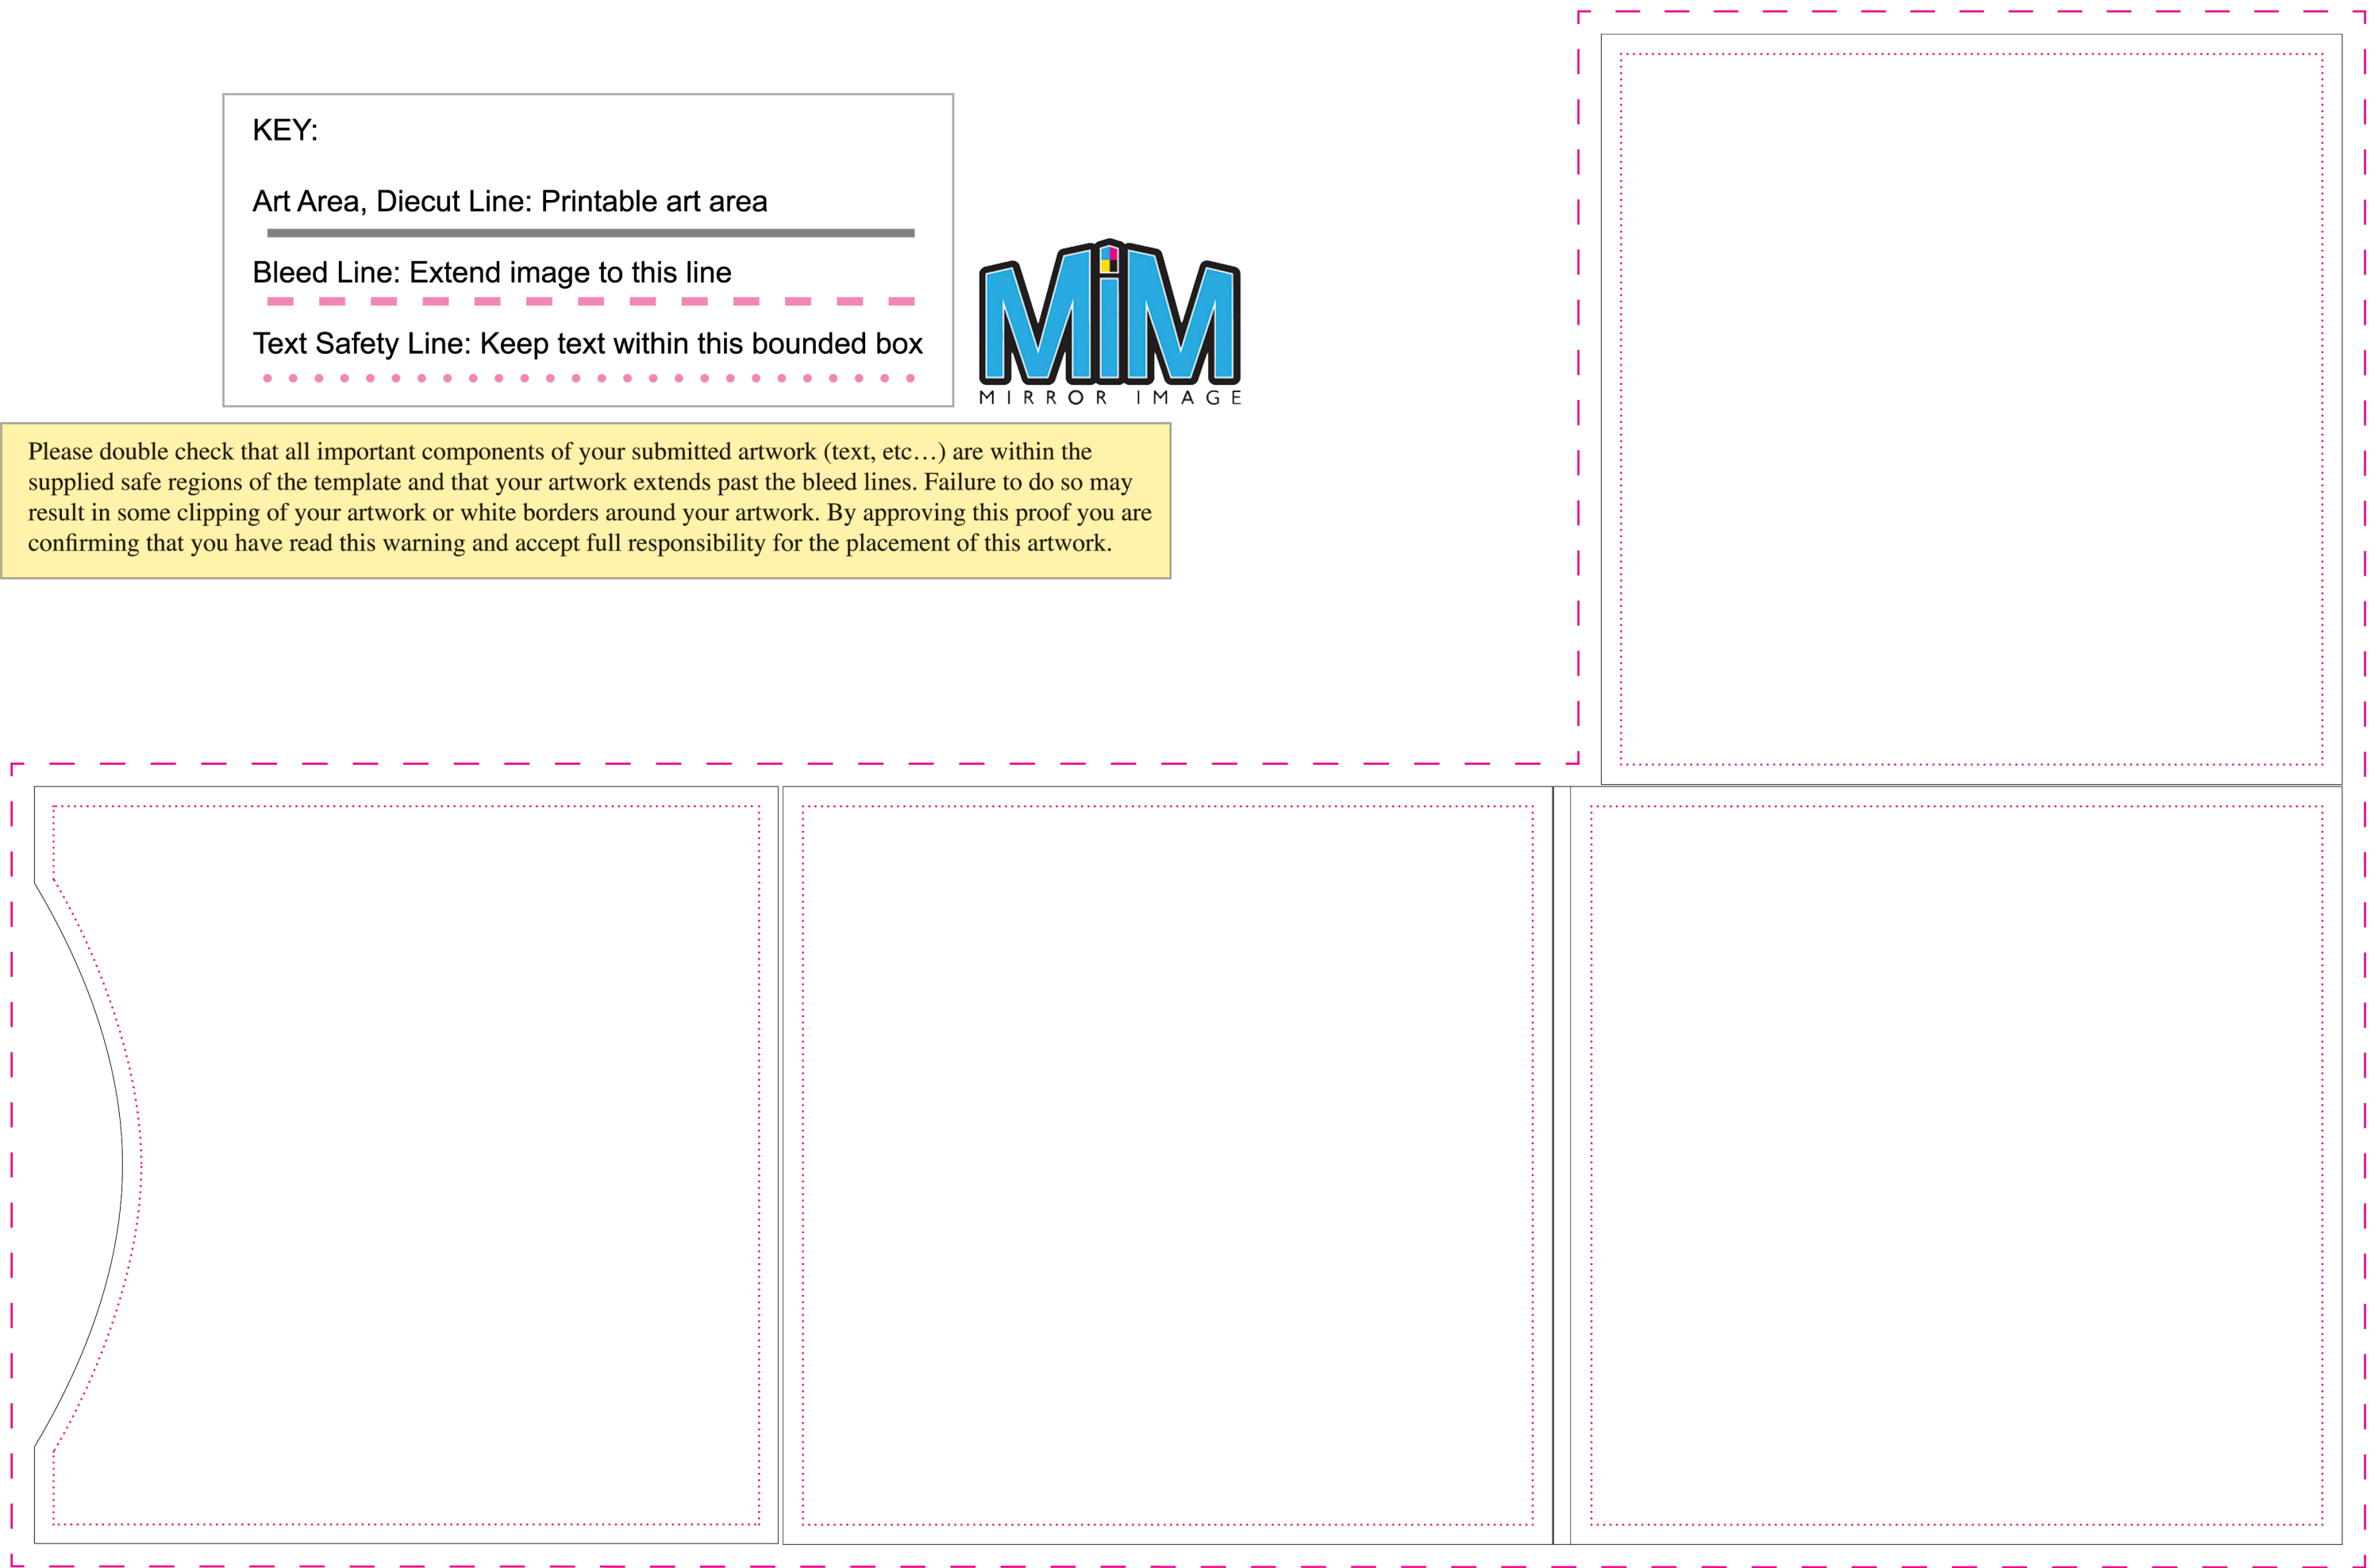 KEY:
Art Area, Diecut Line: Printable art area
Bleed Line: Extend image to this line
Text Safety Line: Keep text within this bounded box
MiM
MIRROR IMAGE
Please double check that all important components of your submitted artwork (text, etc…) are within the
supplied safe regions of the template and that your artwork extends past the bleed lines. Failure to do so may
result in some clipping of your artwork or white borders around your artwork. By approving this proof you are
confirming that you have read this warning and accept full responsibility for the placement of this artwork.